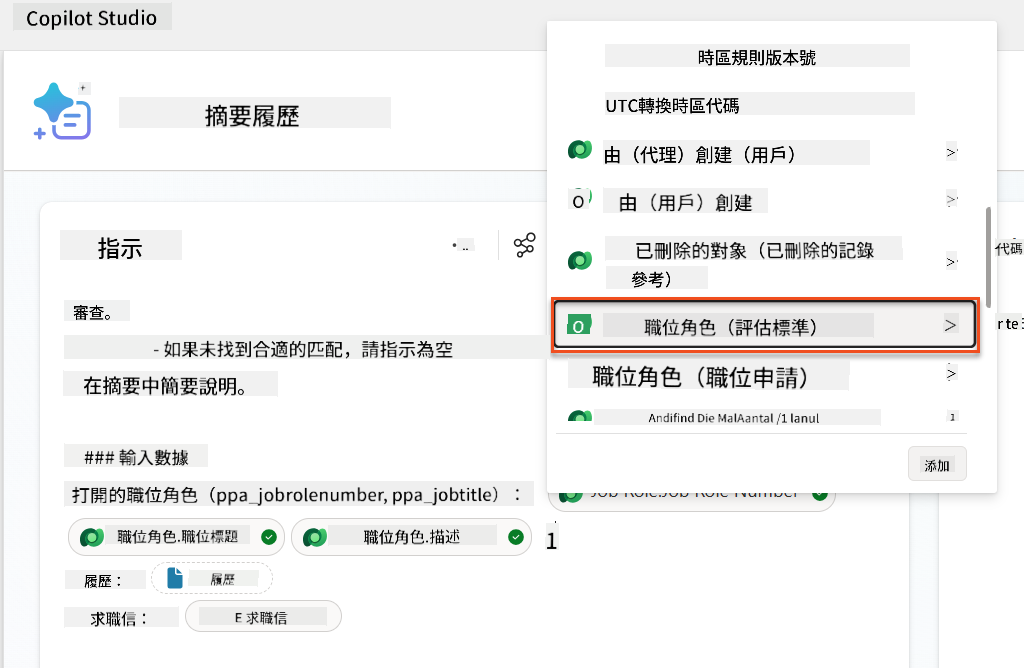 Copilot Studio
摘要履歷
指示
審查。
- 如果未找到合適的匹配，請指示為空
在摘要中簡要說明。
### 輸入數據
打開的職位角色（ppa_jobrolenumber, ppa_jobtitle）：
職位角色.職位標題
職位角色.描述
1
履歷：
履歷
求職信：
E 求職信
時區規則版本號
UTC轉換時區代碼
由（代理）創建（用戶）
由（用戶）創建
已刪除的對象（已刪除的記錄
參考）
職位角色（評估標準）
職位角色（職位申請）
Andifind Die MalAantal /1 lanul
1
添加
Job Role.Job Role Number
代碼